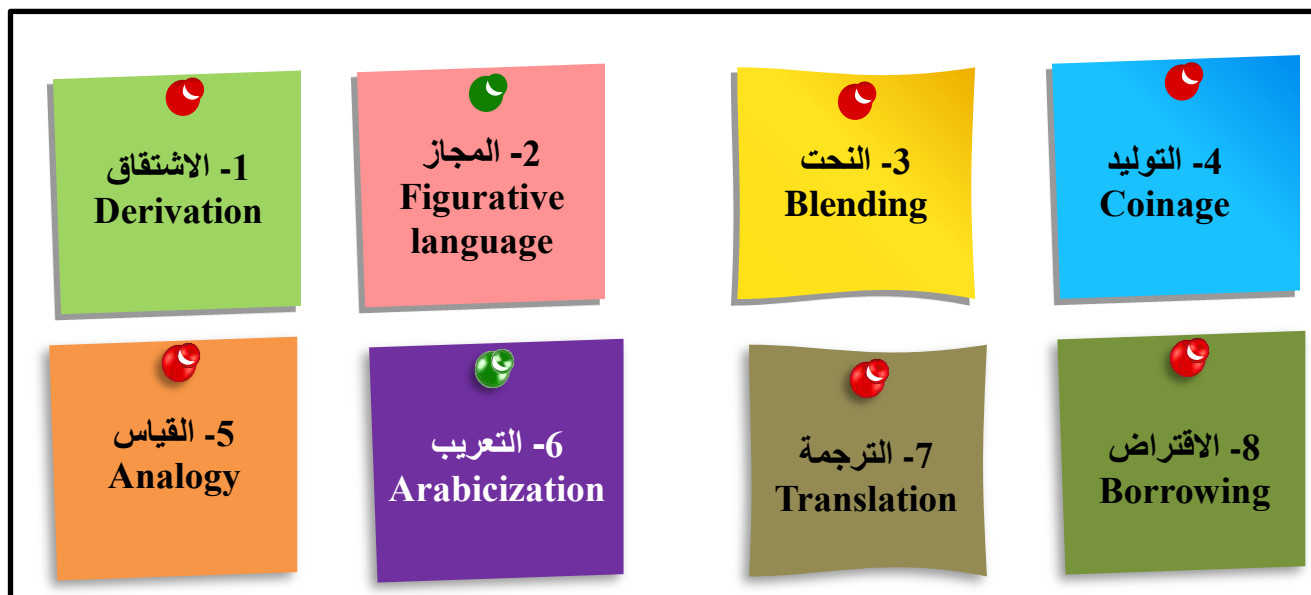 1- الاشتقاق
Derivation
2- المجاز
Figurative
language
3- النحت
Blending
4- التوليد
Coinage
5- القياس
Analogy
6- التعريب
Arabicization
7- الترجمة
Translation
8- الاقتراض
Borrowing